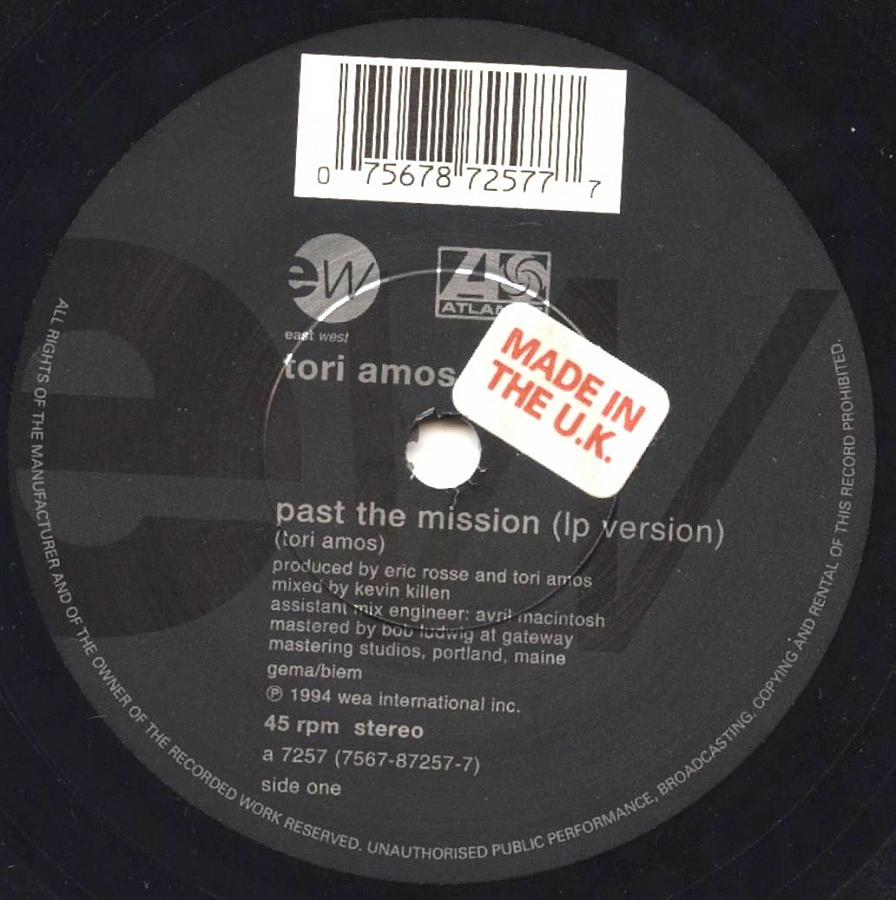 0 75678 72577 7
ew
east west
ATLANTIC
tori amos
MADE IN
THE U.K.
past the mission (lp version)
(tori amos)
produced by eric rosse and tori amos
mixed by kevin killen
assistant mix engineer: avril macintosh
mastered by bob ludwig at gateway
mastering studios, portland, maine
gema/biem
℗ 1994 wea international inc.
45 rpm stereo
a 7257 (7567-87257-7)
side one
ALL RIGHTS OF THE MANUFACTURER AND OF THE OWNER OF THE RECORDED WORK RESERVED. UNAUTHORISED PUBLIC PERFORMANCE, BROADCASTING, COPYING AND RENTAL OF THIS RECORD PROHIBITED.
ew